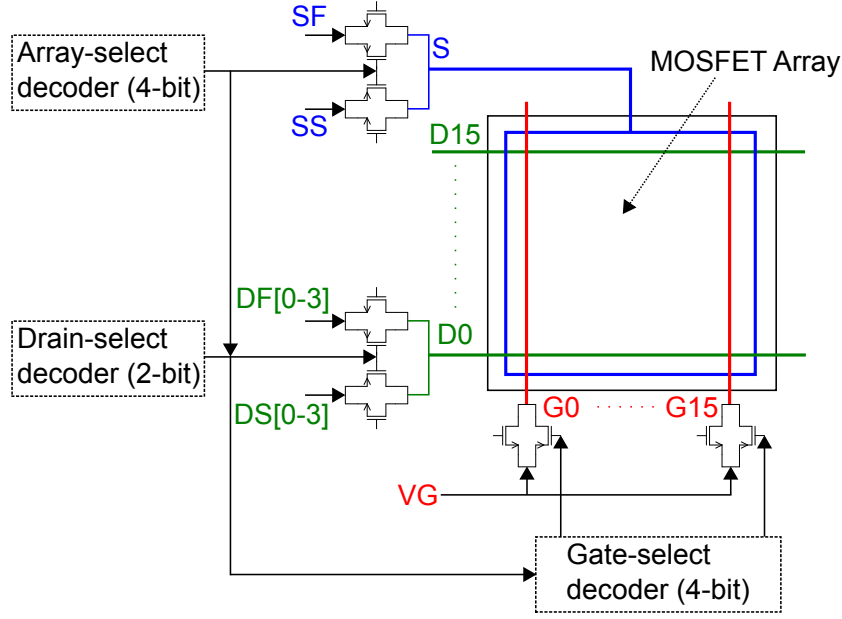 SF
Array-select
decoder (4-bit)
S
MOSFET Array
SS
D15
DF[0-3]
Drain-select
decoder (2-bit)
D0
DS[0-3]
G0
G15
VG
Gate-select
decoder (4-bit)